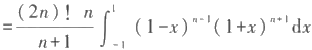 = (2n)! n / n+1 ∫_{-1}^{1} (1-x)^{n-1} (1+x)^{n+1} dx